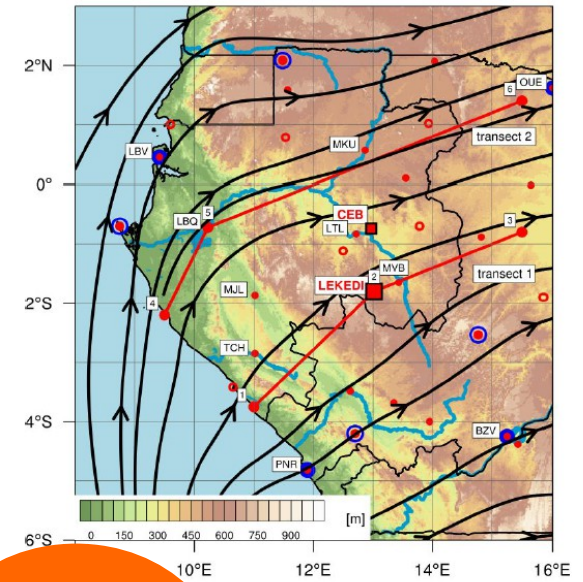 2°N
OUE
6
transect 2
MKU
LBV
0°
CEB
LBQ
5
LTL
3
MVB
LEKEDI
2
transect 1
2°S
4
MJL
TCH
1
4°S
BZV
PNR
[m]
0 150 300 450 600 750 900
6°S
10°E 12°E 14°E 16°E